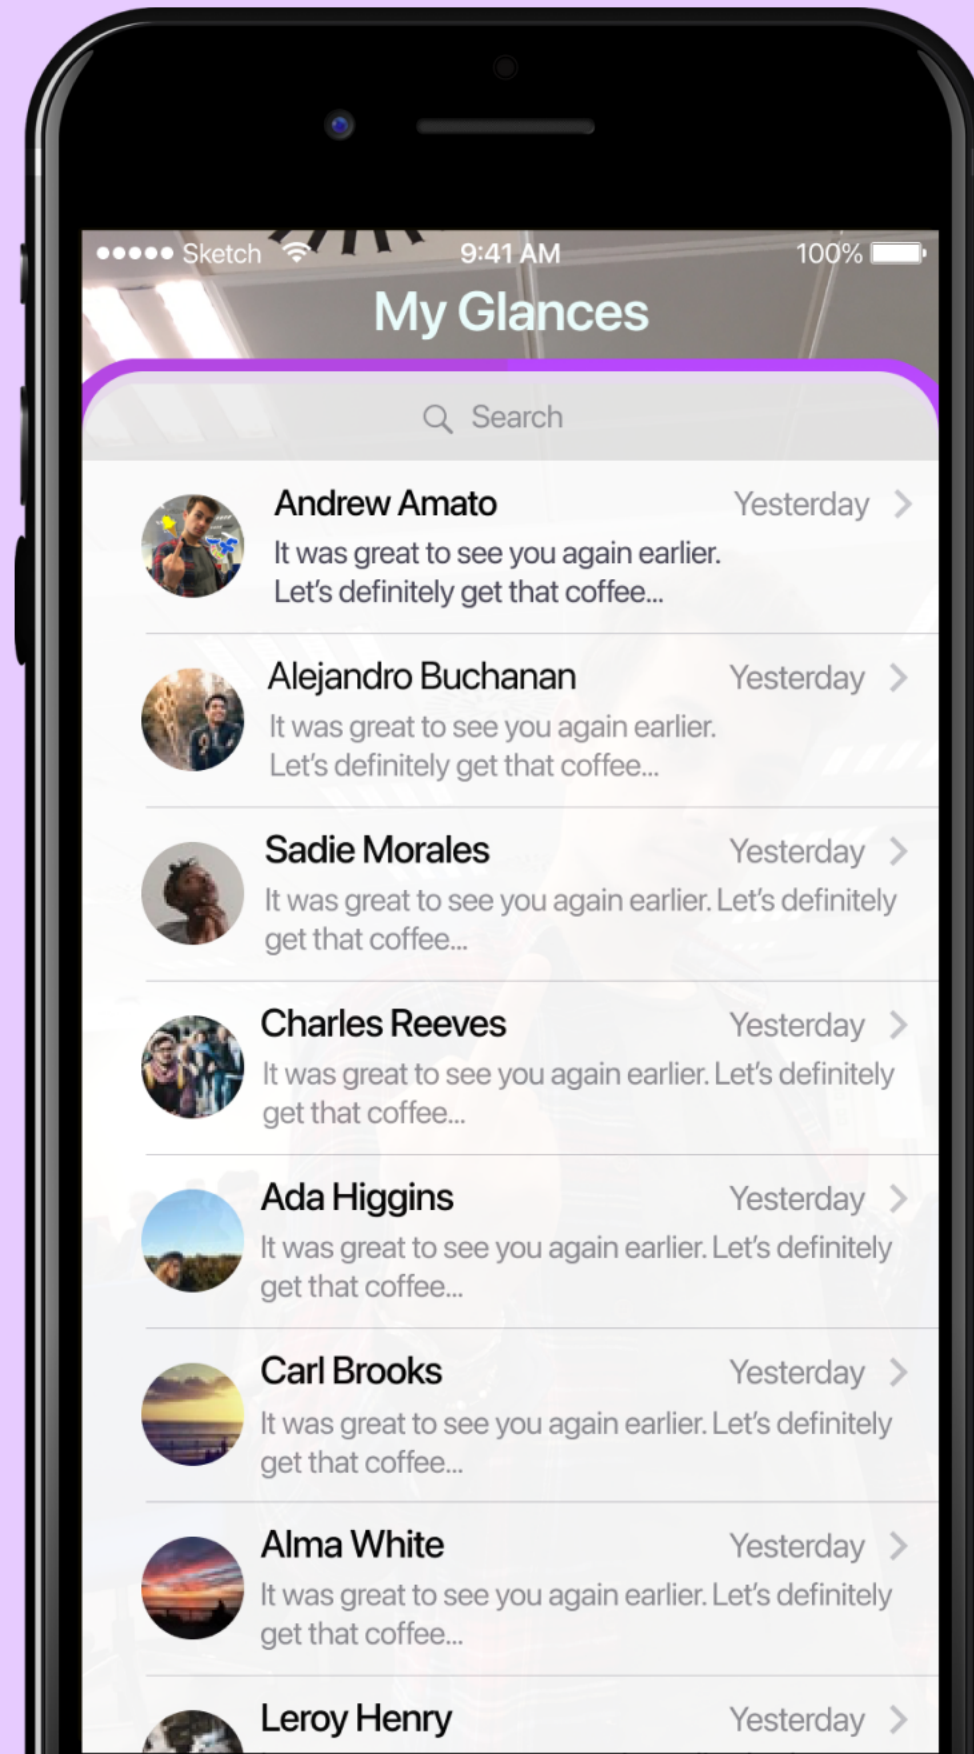 Sketch 9:41 AM 100%
My Glances
Search
Andrew Amato Yesterday
It was great to see you again earlier.
Let's definitely get that coffee...
Alejandro Buchanan Yesterday
It was great to see you again earlier.
Let's definitely get that coffee...
Sadie Morales Yesterday
It was great to see you again earlier. Let's definitely
get that coffee...
Charles Reeves Yesterday
It was great to see you again earlier. Let's definitely
get that coffee...
Ada Higgins Yesterday
It was great to see you again earlier. Let's definitely
get that coffee...
Carl Brooks Yesterday
It was great to see you again earlier. Let's definitely
get that coffee...
Alma White Yesterday
It was great to see you again earlier. Let's definitely
get that coffee...
Leroy Henry Yesterday